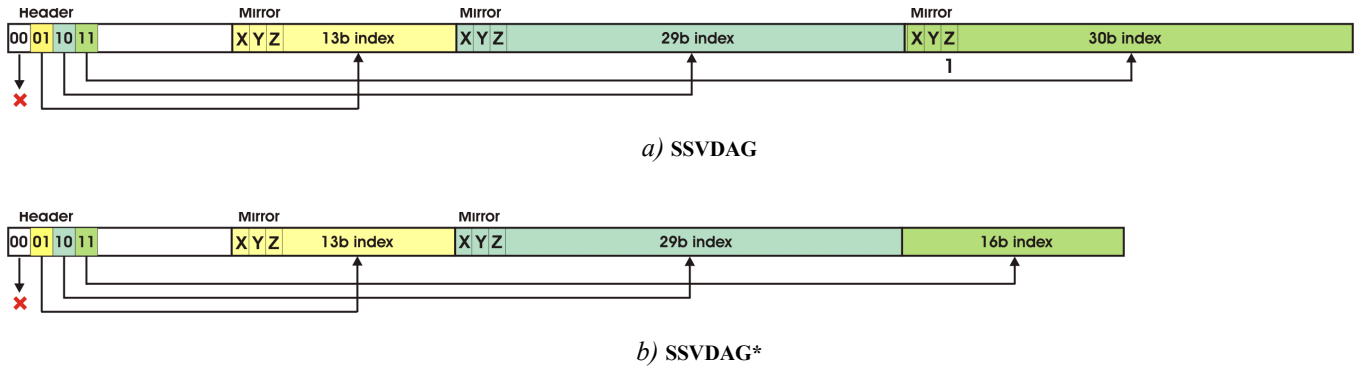 Header Mirror Mirror Mirror
00 01 10 11 X Y Z 13b index X Y Z 29b index X Y Z 30b index
1
a) SSVDAG
Header Mirror Mirror
00 01 10 11 X Y Z 13b index X Y Z 29b index 16b index
b) SSVDAG*